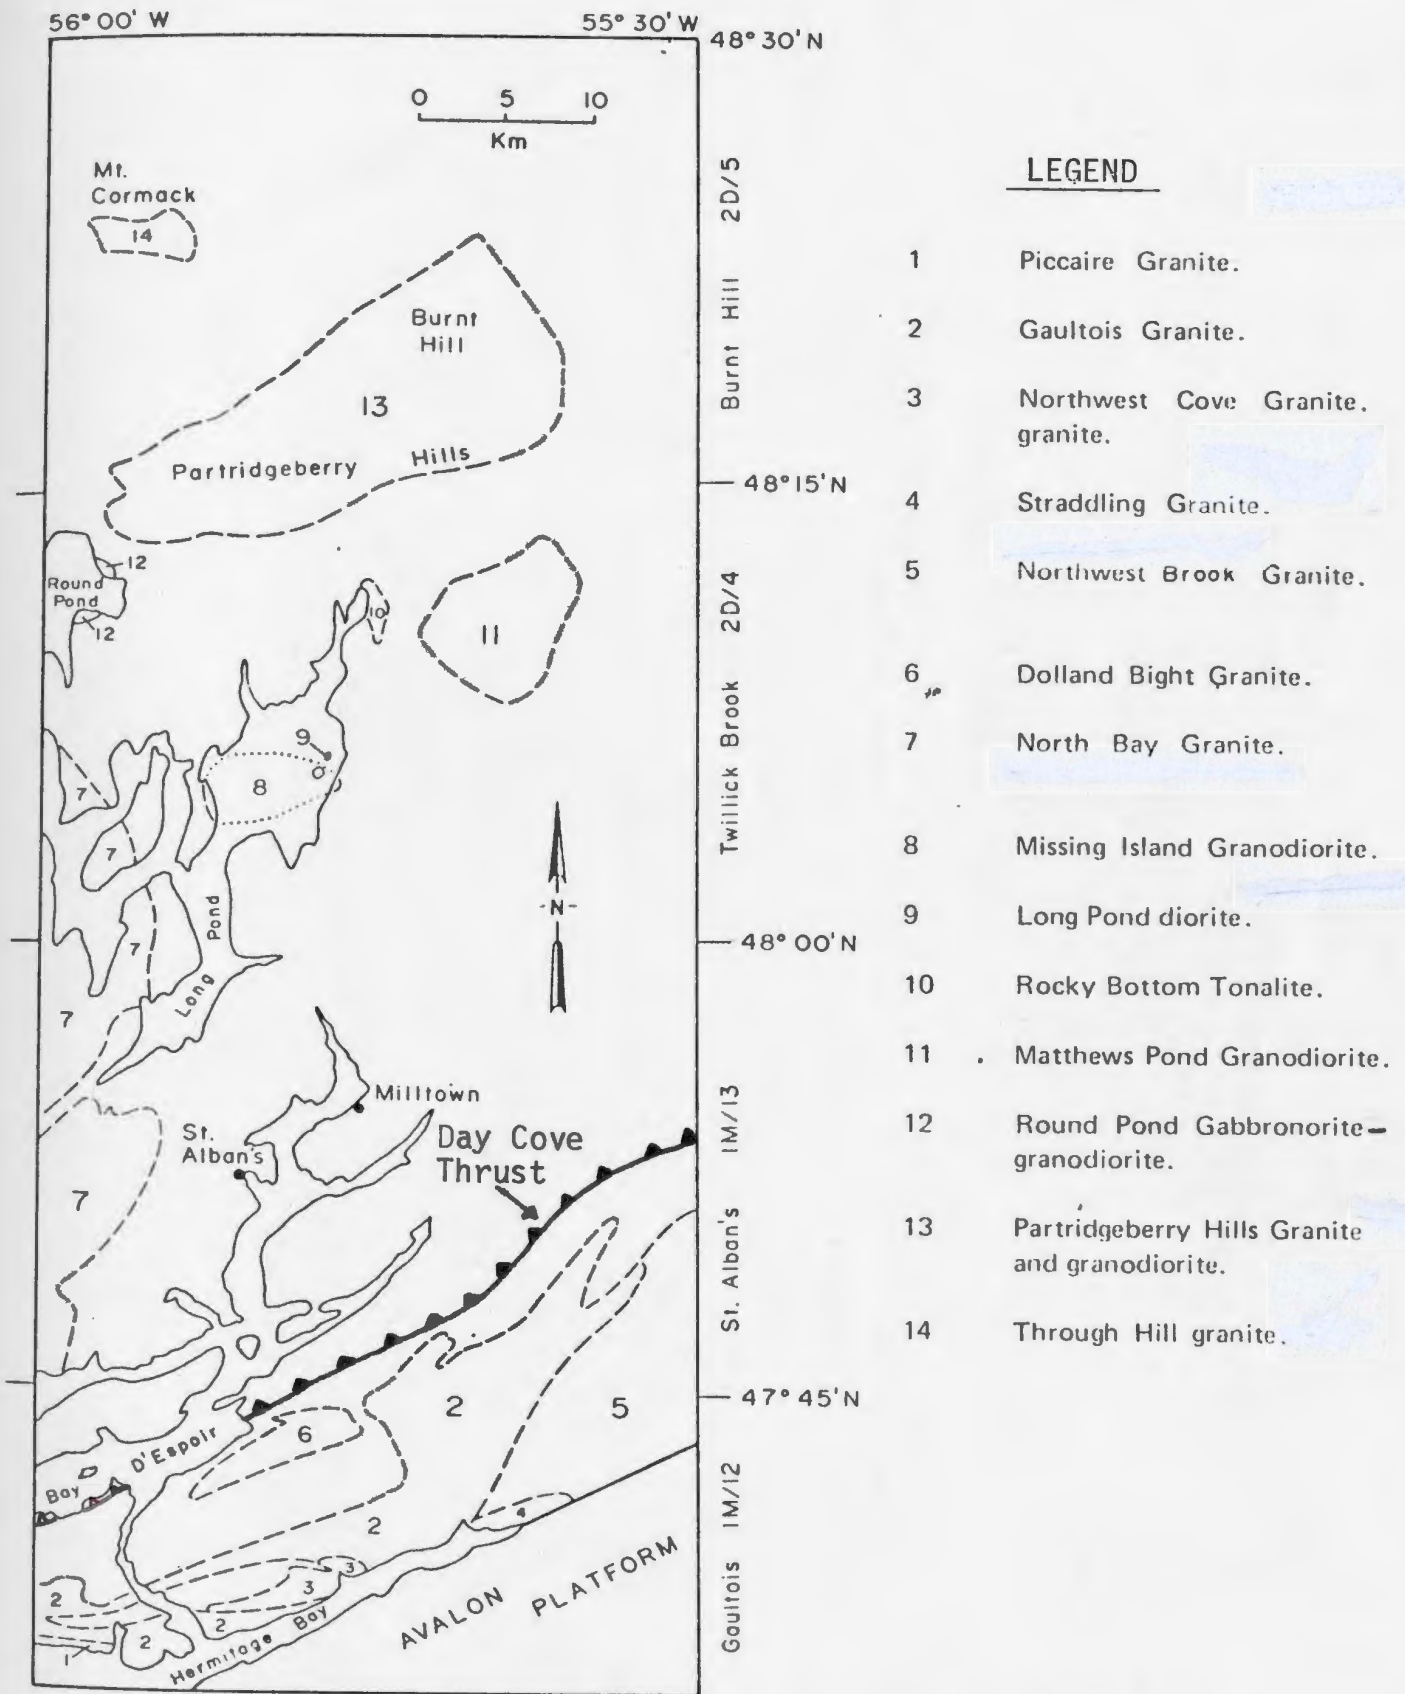 56° 00' W
55° 30' W
48° 30' N
0 5 10
Km
Mt.
Cormack
14
Burnt
Hill
13
Partridgeberry Hills
48° 15' N
12
Round
Pond
12
10
11
9
8
7
7
7
Pond
Long
48° 00' N
-N-
7
Milltown
St.
Alban's
Day Cove
Thrust
7
2
5
47° 45' N
6
Bay D'Espoir
4
2
3
3
2
2
2
1
Hermitage Bay
AVALON PLATFORM
Burnt Hill 2D/5
Twillick Brook 2D/4
St. Alban's IM/13
Gaultois IM/12
LEGEND
1 Piccaire Granite.
2 Gaultois Granite.
3 Northwest Cove Granite.
granite.
4 Straddling Granite.
5 Northwest Brook Granite.
6 Dolland Bight Granite.
7 North Bay Granite.
8 Missing Island Granodiorite.
9 Long Pond diorite.
10 Rocky Bottom Tonalite.
11 Matthews Pond Granodiorite.
12 Round Pond Gabbronorite-
granodiorite.
13 Partridgeberry Hills Granite
and granodiorite.
14 Through Hill granite.